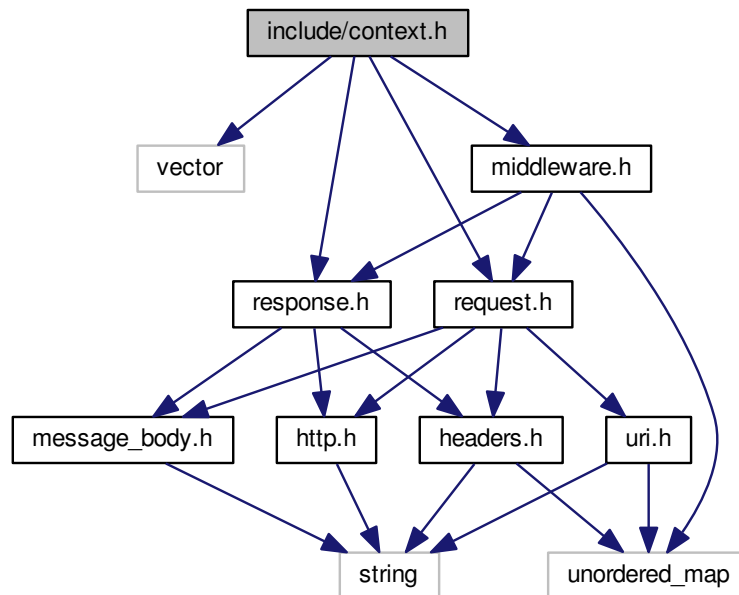 include/context.h
vector
middleware.h
response.h
request.h
message_body.h
http.h
headers.h
uri.h
string
unordered_map